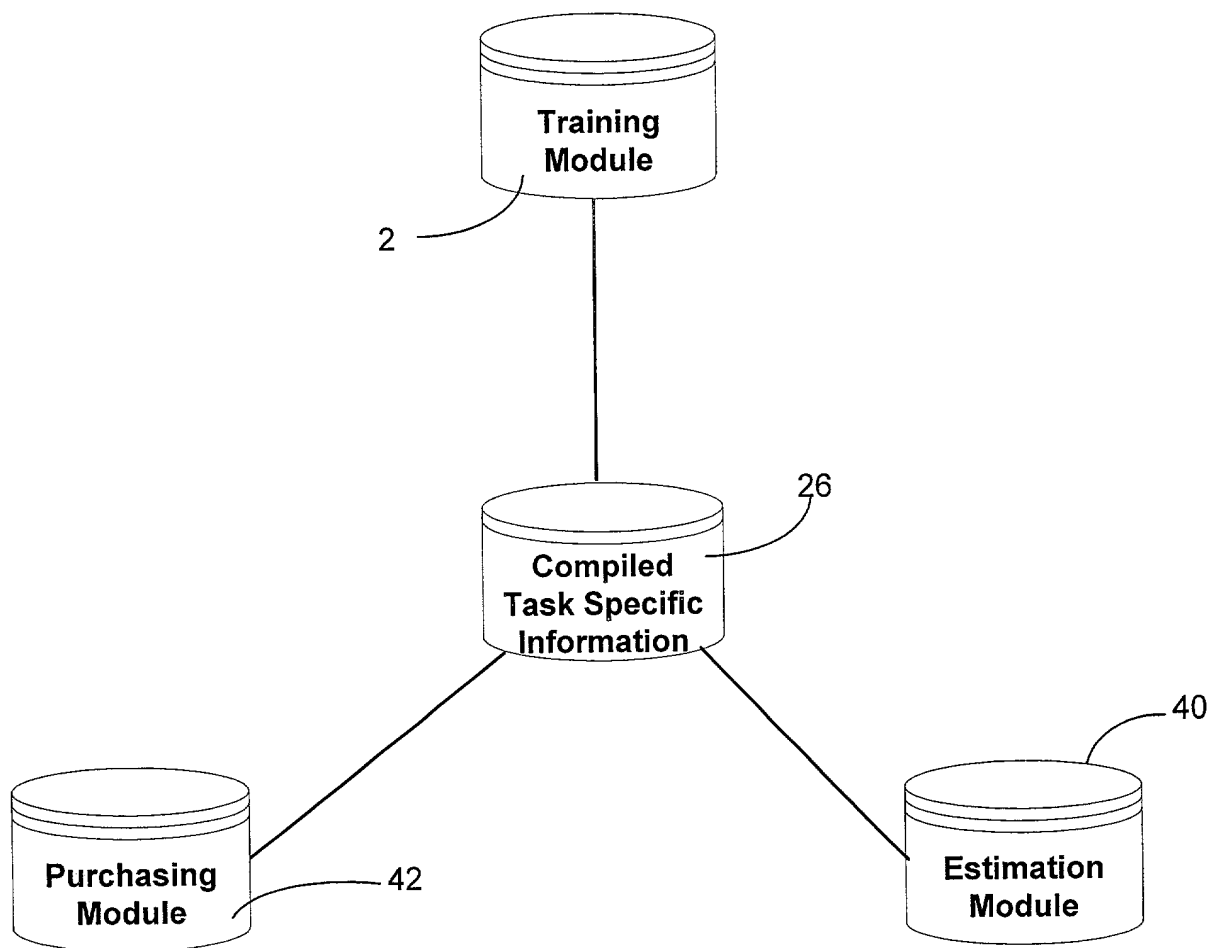 Training
Module
2
26
Compiled
Task Specific
Information
40
Purchasing
Module
42
Estimation
Module